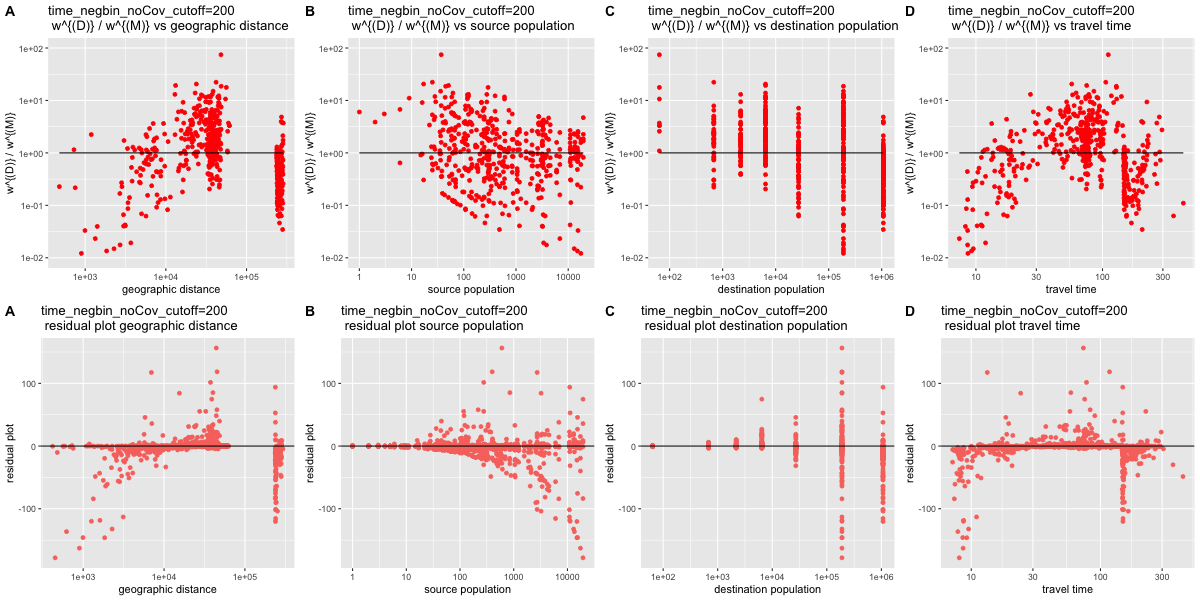 A
time_negbin_noCov_cutoff=200
w^{(D)} / w^{(M)} vs geographic distance
w^{(D)} / w^{(M)}
1e+02
1e+01
1e+00
1e-01
1e-02
1e+03 1e+04 1e+05
geographic distance
B
time_negbin_noCov_cutoff=200
w^{(D)} / w^{(M)} vs source population
w^{(D)} / w^{(M)}
1e+02
1e+01
1e+00
1e-01
1e-02
1 10 100 1000 10000
source population
C
time_negbin_noCov_cutoff=200
w^{(D)} / w^{(M)} vs destination population
w^{(D)} / w^{(M)}
1e+02
1e+01
1e+00
1e-01
1e-02
1e+02 1e+03 1e+04 1e+05 1e+06
destination population
D
time_negbin_noCov_cutoff=200
w^{(D)} / w^{(M)} vs travel time
w^{(D)} / w^{(M)}
1e+02
1e+01
1e+00
1e-01
1e-02
10 30 100 300
travel time
A
time_negbin_noCov_cutoff=200
residual plot geographic distance
residual plot
100
0
-100
1e+03 1e+04 1e+05
geographic distance
B
time_negbin_noCov_cutoff=200
residual plot source population
residual plot
100
0
-100
1 10 100 1000 10000
source population
C
time_negbin_noCov_cutoff=200
residual plot destination population
residual plot
100
0
-100
1e+02 1e+03 1e+04 1e+05 1e+06
destination population
D
time_negbin_noCov_cutoff=200
residual plot travel time
residual plot
100
0
-100
10 30 100 300
travel time